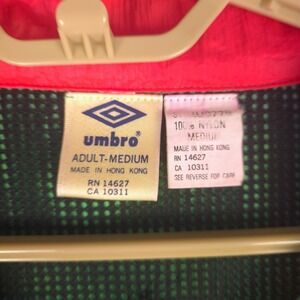 umbro®
ADULT-MEDIUM
MADE IN HONG KONG
RN 14627
CA 10311
100% NYLON
MEDIUM
MADE IN HONG KONG
RN 14627
CA 10311
SEE REVERSE FOR CARE